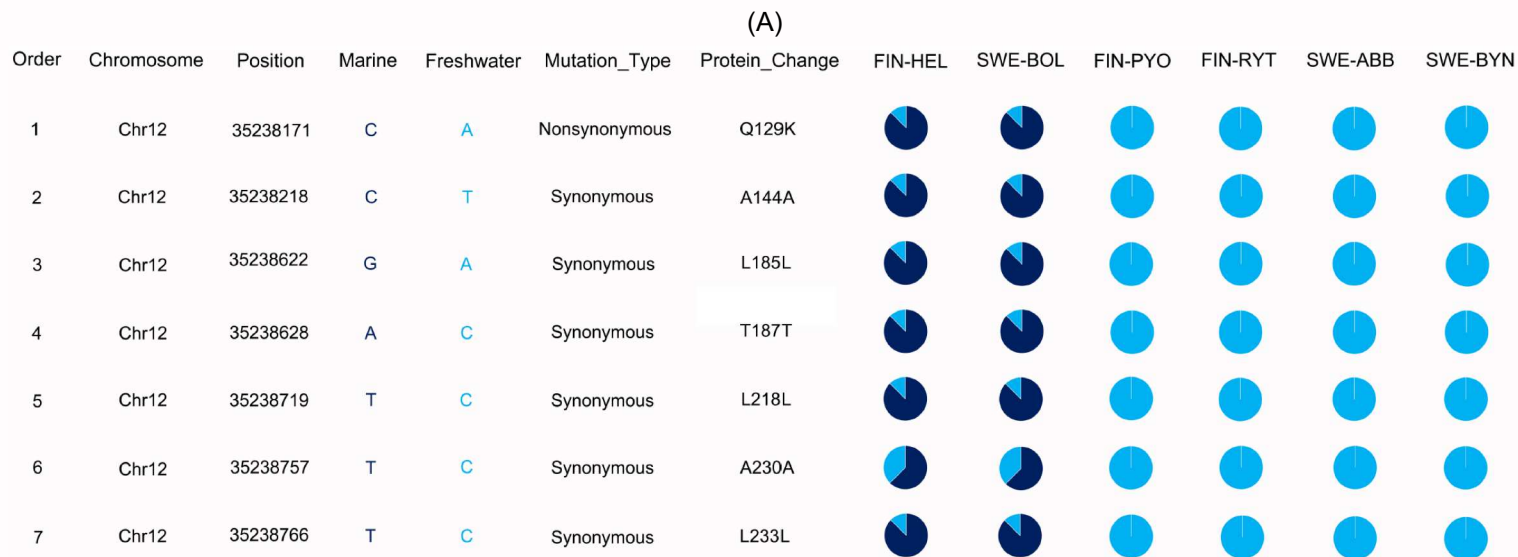 (A)
Order Chromosome Position Marine Freshwater Mutation_Type Protein_Change FIN-HEL SWE-BOL FIN-PYO FIN-RYT SWE-ABB SWE-BYN
1 Chr12 35238171 C A Nonsynonymous Q129K
2 Chr12 35238218 C T Synonymous A144A
3 Chr12 35238622 G A Synonymous L185L
4 Chr12 35238628 A C Synonymous T187T
5 Chr12 35238719 T C Synonymous L218L
6 Chr12 35238757 T C Synonymous A230A
7 Chr12 35238766 T C Synonymous L233L